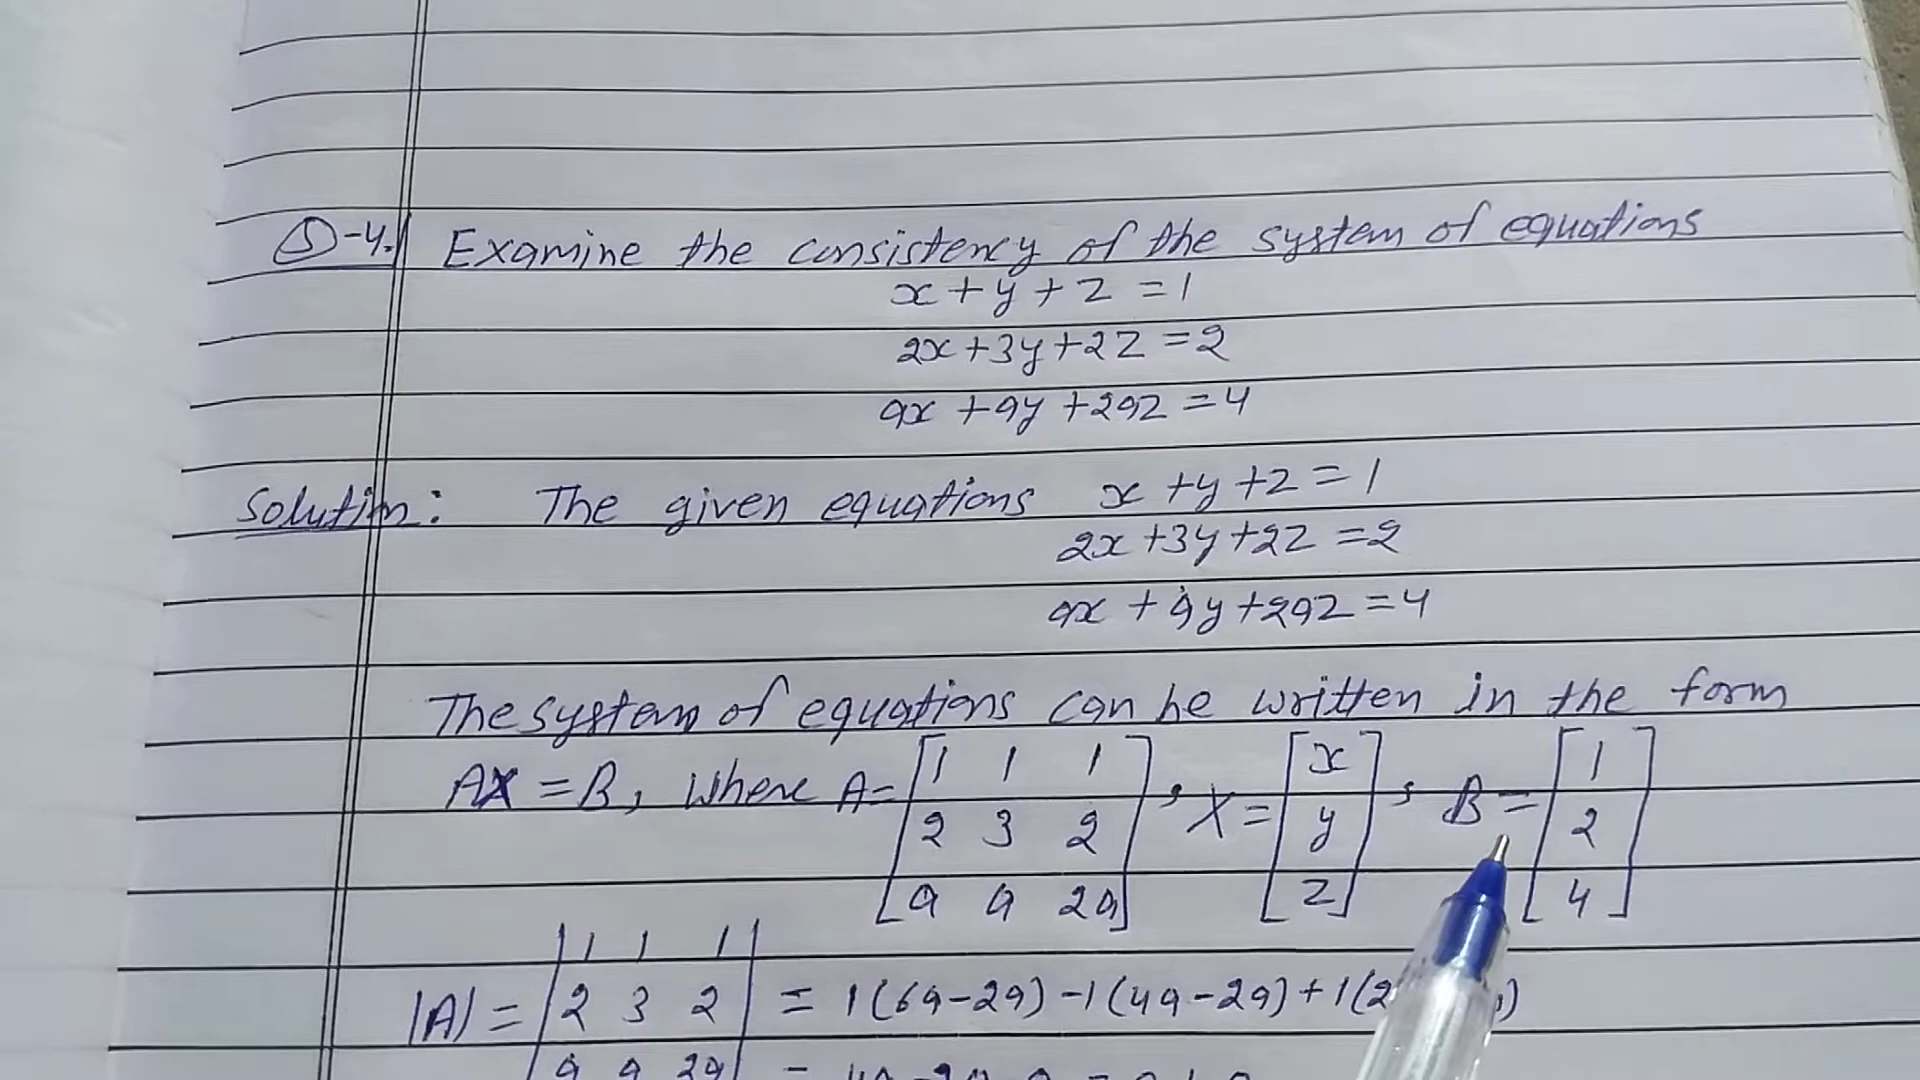 5-4. Examine the consistency of the system of equations
x + y + z = 1
2x + 3y + 2z = 2
ax + ay + 2az = 4
Solution: The given equations x + y + z = 1
2x + 3y + 2z = 2
ax + ay + 2az = 4
The system of equations can be written in the form
AX = B, where A = [1 1 1 , X = [x , B = [1
2 3 2 y 2
a a 2a] z] 4]
|A| = |1 1 1
2 3 2 = 1(6a-2a) -1(4a-2a) + 1(2
a a 2a| = 4a-2a-a =